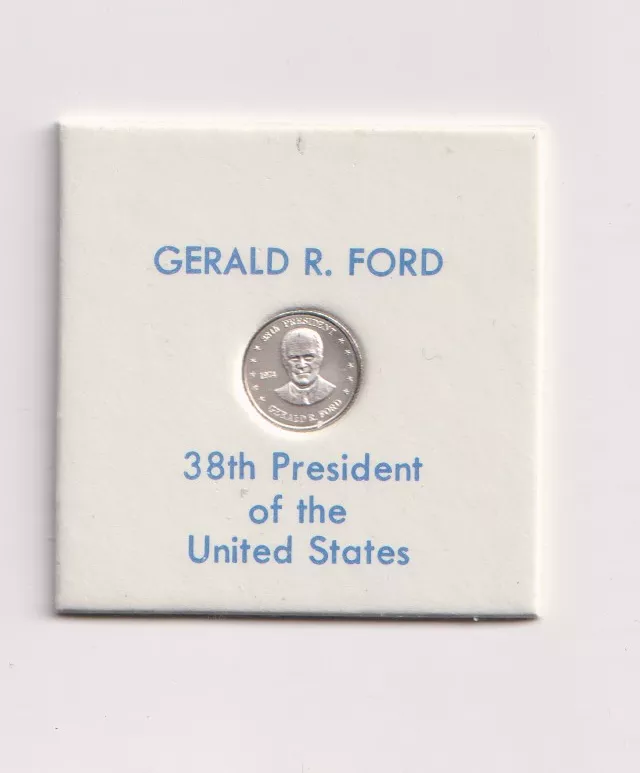 GERALD R. FORD
38th PRESIDENT
1974
GERALD R. FORD
38th President
of the
United States